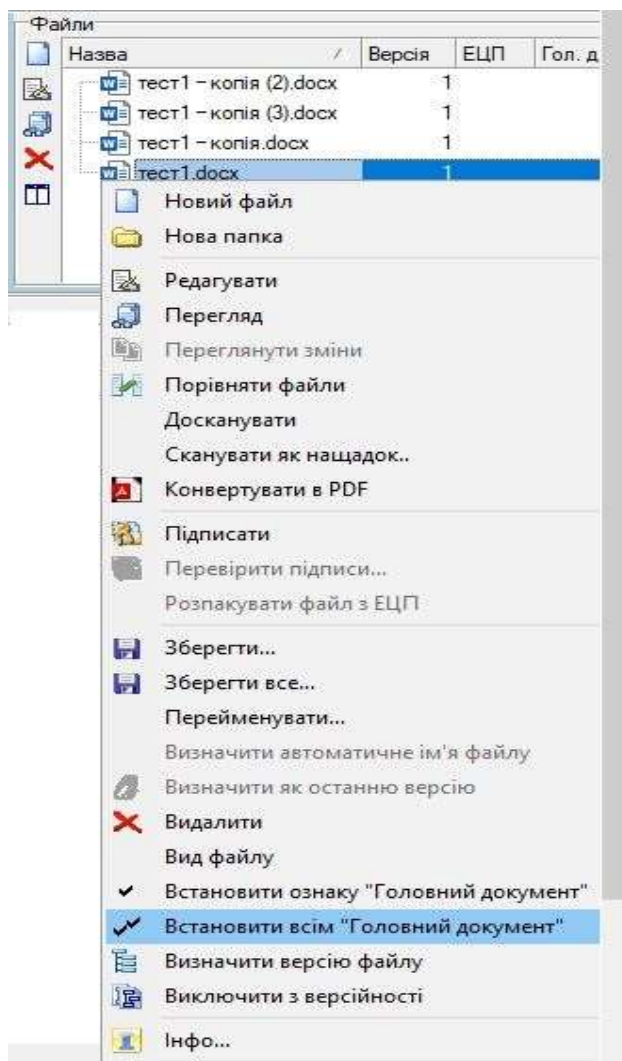 Файли
Назва / Версія ЕЦП Гол. д
тест1 – копія (2).docx 1
тест1 – копія (3).docx 1
тест1 – копія.docx 1
тест1.docx 1
Новий файл
Нова папка
Редагувати
Перегляд
Переглянути зміни
Порівняти файли
Досканувати
Сканувати як нащадок..
Конвертувати в PDF
Підписати
Перевірити підписи...
Розпакувати файл з ЕЦП
Зберегти...
Зберегти все...
Перейменувати...
Визначити автоматичне ім'я файлу
Визначити як останню версію
Видалити
Вид файлу
Встановити ознаку "Головний документ"
Встановити всім "Головний документ"
Визначити версію файлу
Виключити з версійності
Інфо...